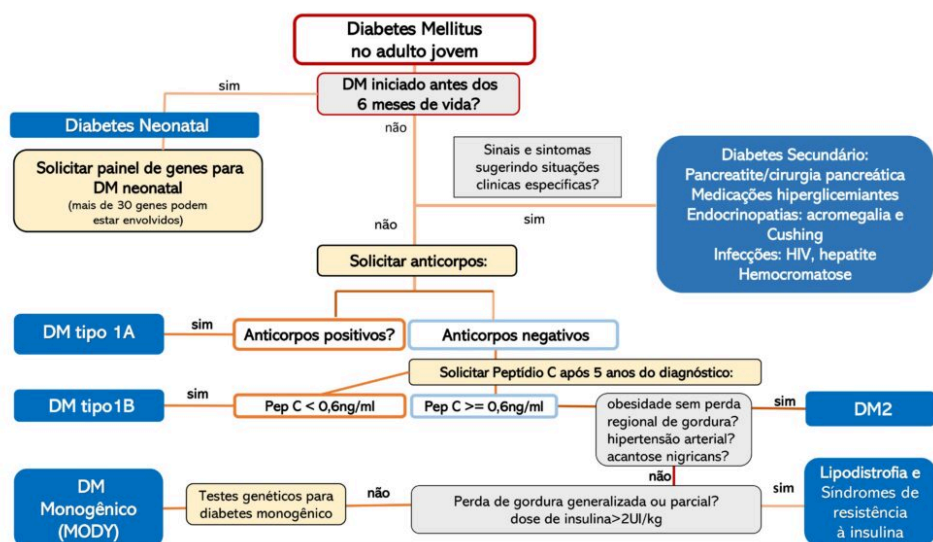 Diabetes Mellitus
no adulto jovem
sim
DM iniciado antes dos
6 meses de vida?
Diabetes Neonatal
não
Solicitar painel de genes para
DM neonatal
(mais de 30 genes podem
estar envolvidos)
Sinais e sintomas
sugerindo situações
clinicas específicas?
Diabetes Secundário:
Pancreatite/cirurgia pancreática
Medicações hiperglicemiantes
Endocrinopatias: acromegalia e
Cushing
Infecções: HIV, hepatite
Hemocromatose
não
sim
Solicitar anticorpos:
DM tipo 1A
sim
Anticorpos positivos?
Anticorpos negativos
Solicitar Peptídio C após 5 anos do diagnóstico:
DM tipo1B
sim
Pep C < 0,6ng/ml
Pep C >= 0,6ng/ml
obesidade sem perda
regional de gordura?
hipertensão arterial?
acantose nigricans?
sim
DM2
não
DM
Monogênico
(MODY)
Testes genéticos para
diabetes monogênico
não
Perda de gordura generalizada ou parcial?
dose de insulina>2UI/kg
sim
Lipodistrofia e
Síndromes de
resistência
à insulina